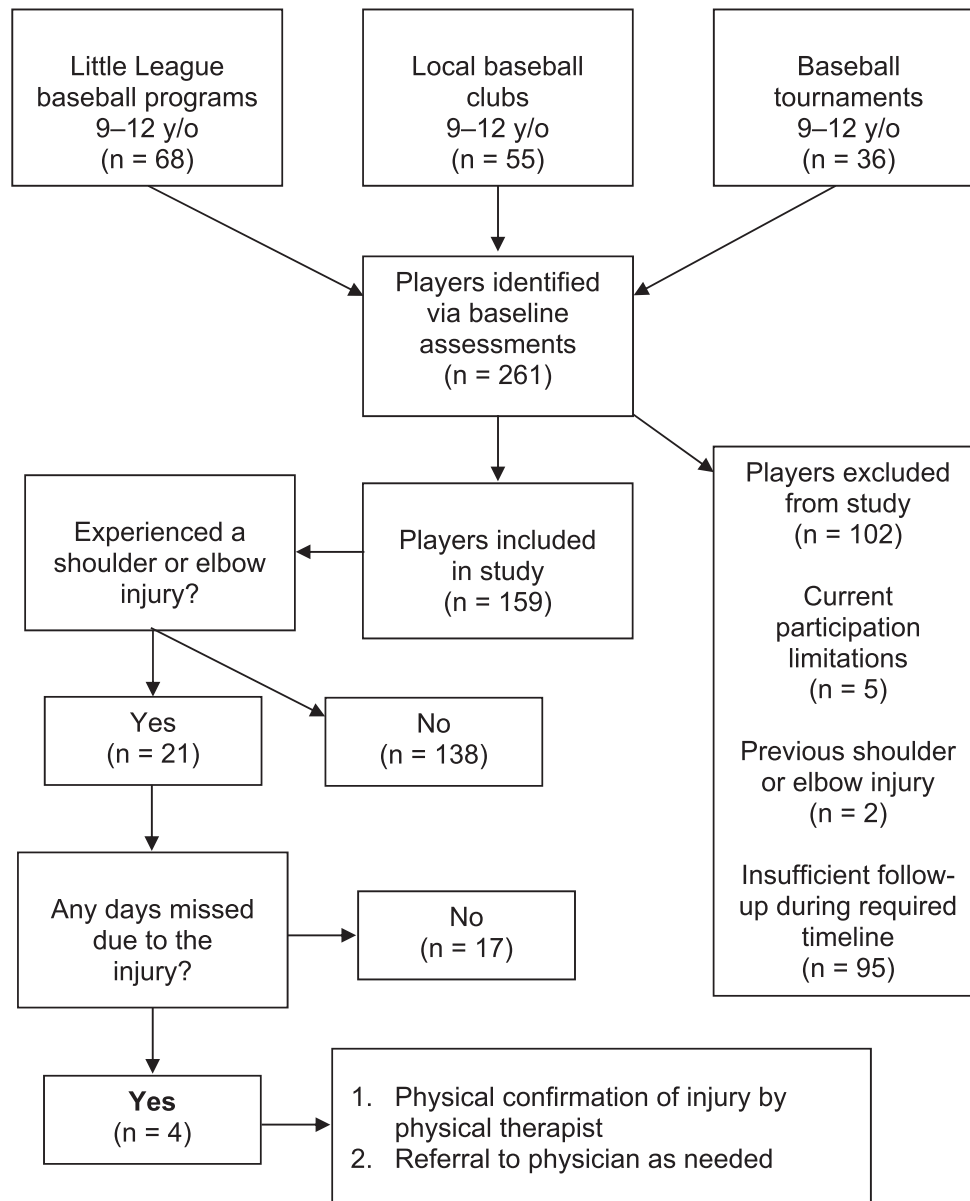 Little League
baseball programs
9–12 y/o
(n = 68)
Local baseball
clubs
9–12 y/o
(n = 55)
Baseball
tournaments
9–12 y/o
(n = 36)
Players identified
via baseline
assessments
(n = 261)
Players excluded
from study
(n = 102)
Current
participation
limitations
(n = 5)
Previous shoulder
or elbow injury
(n = 2)
Insufficient follow-
up during required
timeline
(n = 95)
Players included
in study
(n = 159)
Experienced a
shoulder or elbow
injury?
Yes
(n = 21)
No
(n = 138)
Any days missed
due to the
injury?
No
(n = 17)
Yes
(n = 4)
1. Physical confirmation of injury by
physical therapist
2. Referral to physician as needed